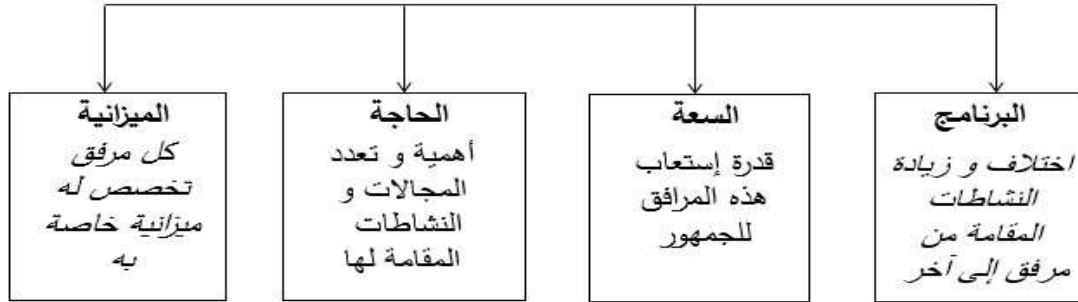 البرنامج
اختلاف و زيادة
النشاطات
المقامة من
مرفق إلى آخر
السعة
قدرة إستعاب
هذه المرافق
للجمهور
الحاجة
أهمية و تعدد
المجالات و
النشاطات
المقامة لها
الميزانية
كل مرفق
تخصص له
ميزانية خاصة
به